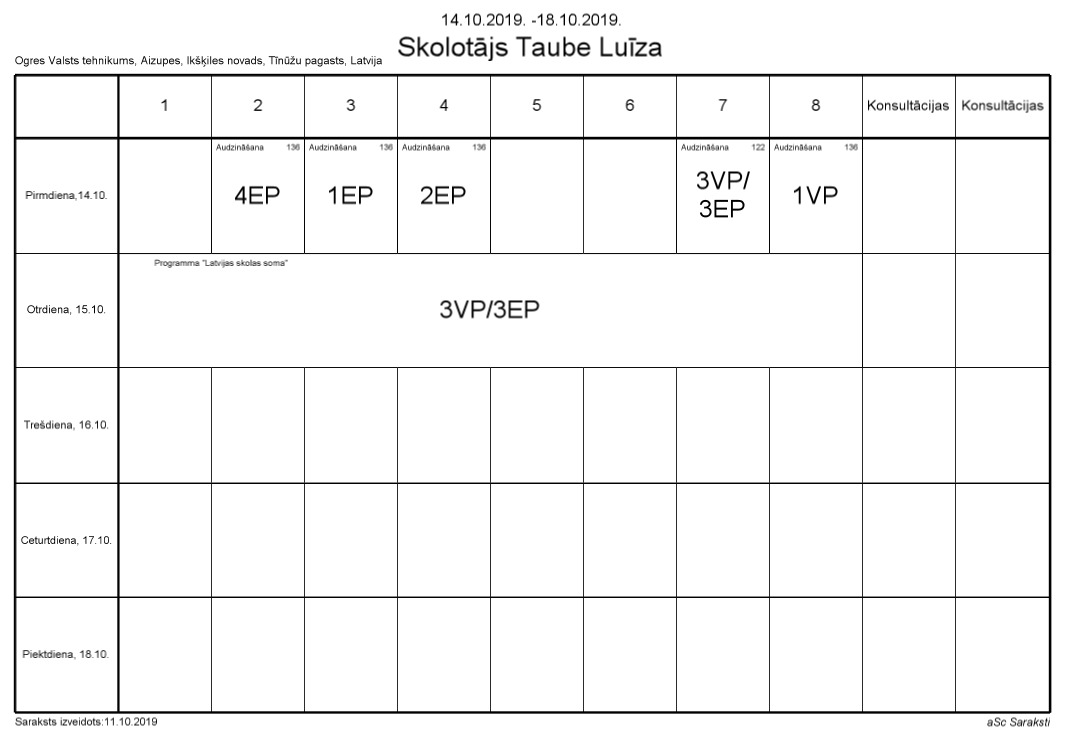 14.10.2019. -18.10.2019.
Skolotājs Taube Luīza
Ogres Valsts tehnikums, Aizupes, Ikšķiles novads, Tīnūžu pagasts, Latvija
1 2 3 4 5 6 7 8 Konsultācijas Konsultācijas
Pirmdiena,14.10.
Audzināšana 136
4EP
Audzināšana 136
1EP
Audzināšana 136
2EP
Audzināšana 122
3VP/
3EP
Audzināšana 136
1VP
Otrdiena, 15.10.
Programma "Latvijas skolas soma"
3VP/3EP
Trešdiena, 16.10.
Ceturtdiena, 17.10.
Piektdiena, 18.10.
Saraksts izveidots:11.10.2019
aSc Saraksti